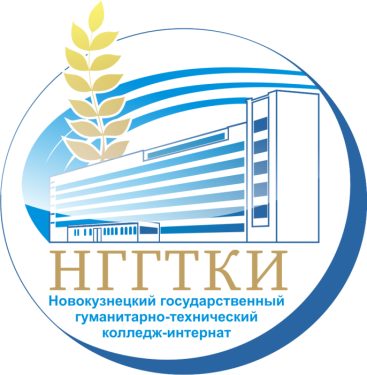 НГГТКИ
Новокузнецкий государственный
гуманитарно-технический
колледж-интернат